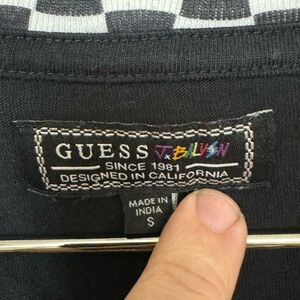 GUESS J. BALVIN
SINCE 1981
DESIGNED IN CALIFORNIA
MADE IN
INDIA
S